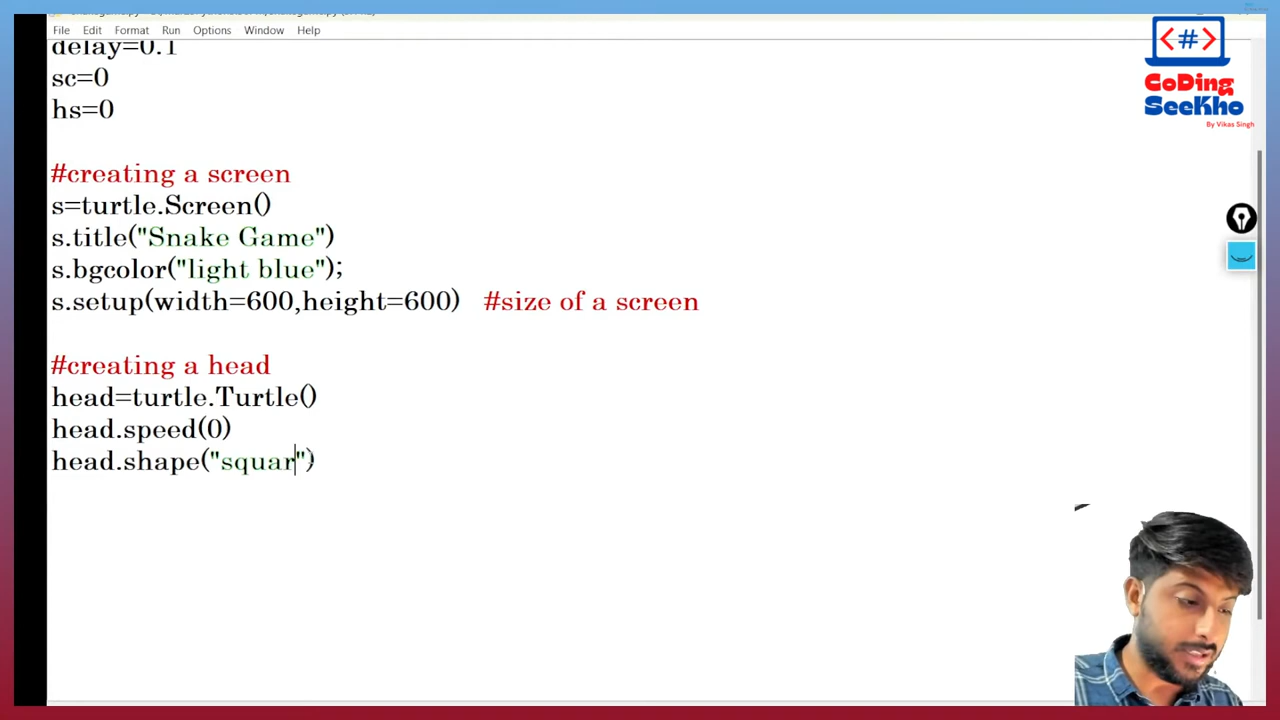 File Edit Format Run Options Window Help
delay=0.1
sc=0
hs=0
#creating a screen
s=turtle.Screen()
s.title("Snake Game")
s.bgcolor("light blue");
s.setup(width=600,height=600) #size of a screen
#creating a head
head=turtle.Turtle()
head.speed(0)
head.shape("squar")
<#>
CoDing
SeeKho
By Vikas Singh